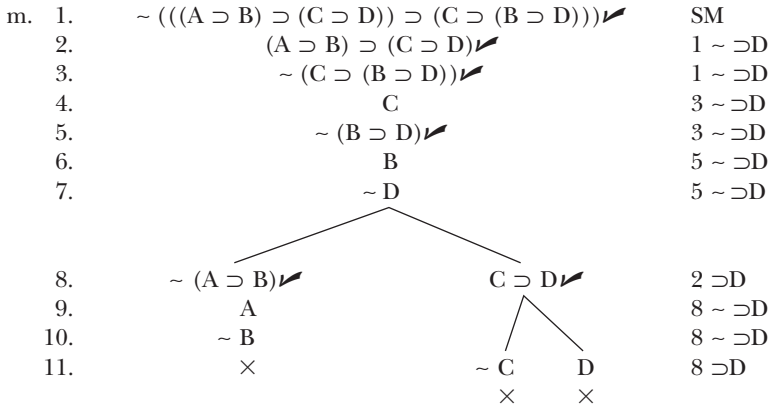 m. 1. ~ (((A ⊃ B) ⊃ (C ⊃ D)) ⊃ (C ⊃ (B ⊃ D)))✔ SM
2. (A ⊃ B) ⊃ (C ⊃ D)✔ 1 ~ ⊃D
3. ~ (C ⊃ (B ⊃ D))✔ 1 ~ ⊃D
4. C 3 ~ ⊃D
5. ~ (B ⊃ D)✔ 3 ~ ⊃D
6. B 5 ~ ⊃D
7. ~ D 5 ~ ⊃D
8. ~ (A ⊃ B)✔ C ⊃ D✔ 2 ⊃D
9. A 8 ~ ⊃D
10. ~ B 8 ~ ⊃D
11. × ~ C D 8 ⊃D
× ×